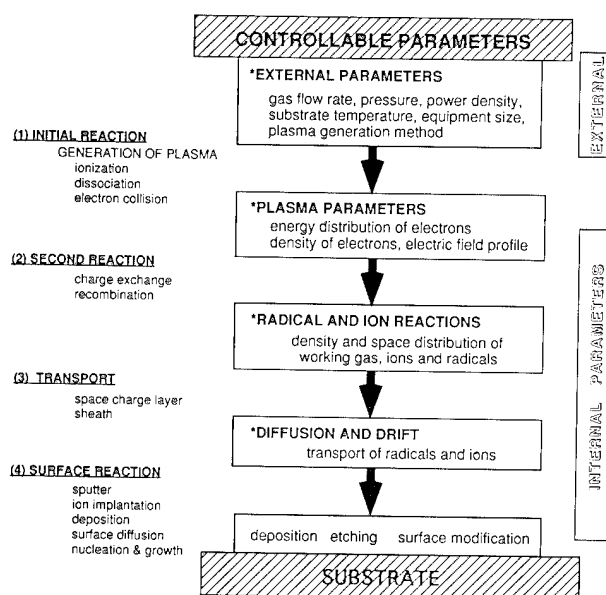 CONTROLLABLE PARAMETERS
*EXTERNAL PARAMETERS
gas flow rate, pressure, power density,
substrate temperature, equipment size,
plasma generation method
EXTERNAL
(1) INITIAL REACTION
GENERATION OF PLASMA
ionization
dissociation
electron collision
*PLASMA PARAMETERS
energy distribution of electrons
density of electrons, electric field profile
INTERNAL PARAMETERS
(2) SECOND REACTION
charge exchange
recombination
*RADICAL AND ION REACTIONS
density and space distribution of
working gas, ions and radicals
(3) TRANSPORT
space charge layer
sheath
*DIFFUSION AND DRIFT
transport of radicals and ions
(4) SURFACE REACTION
sputter
ion implantation
deposition
surface diffusion
nucleation & growth
deposition etching surface modification
SUBSTRATE